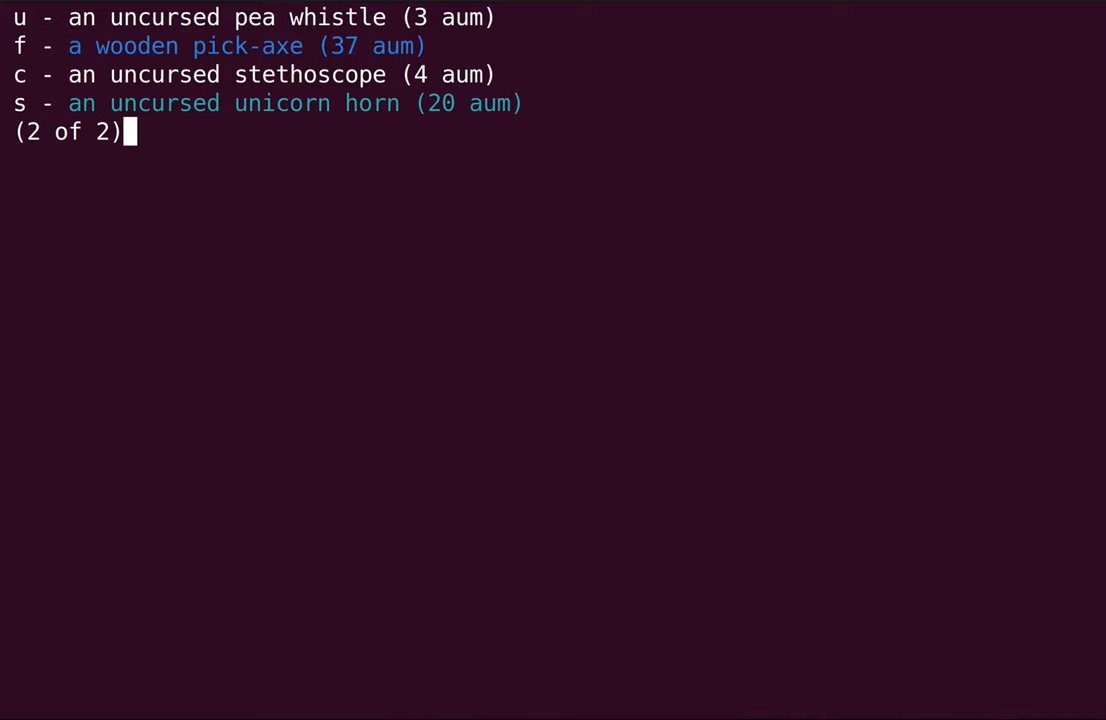 u - an uncursed pea whistle (3 aum)
f - a wooden pick-axe (37 aum)
c - an uncursed stethoscope (4 aum)
s - an uncursed unicorn horn (20 aum)
(2 of 2)